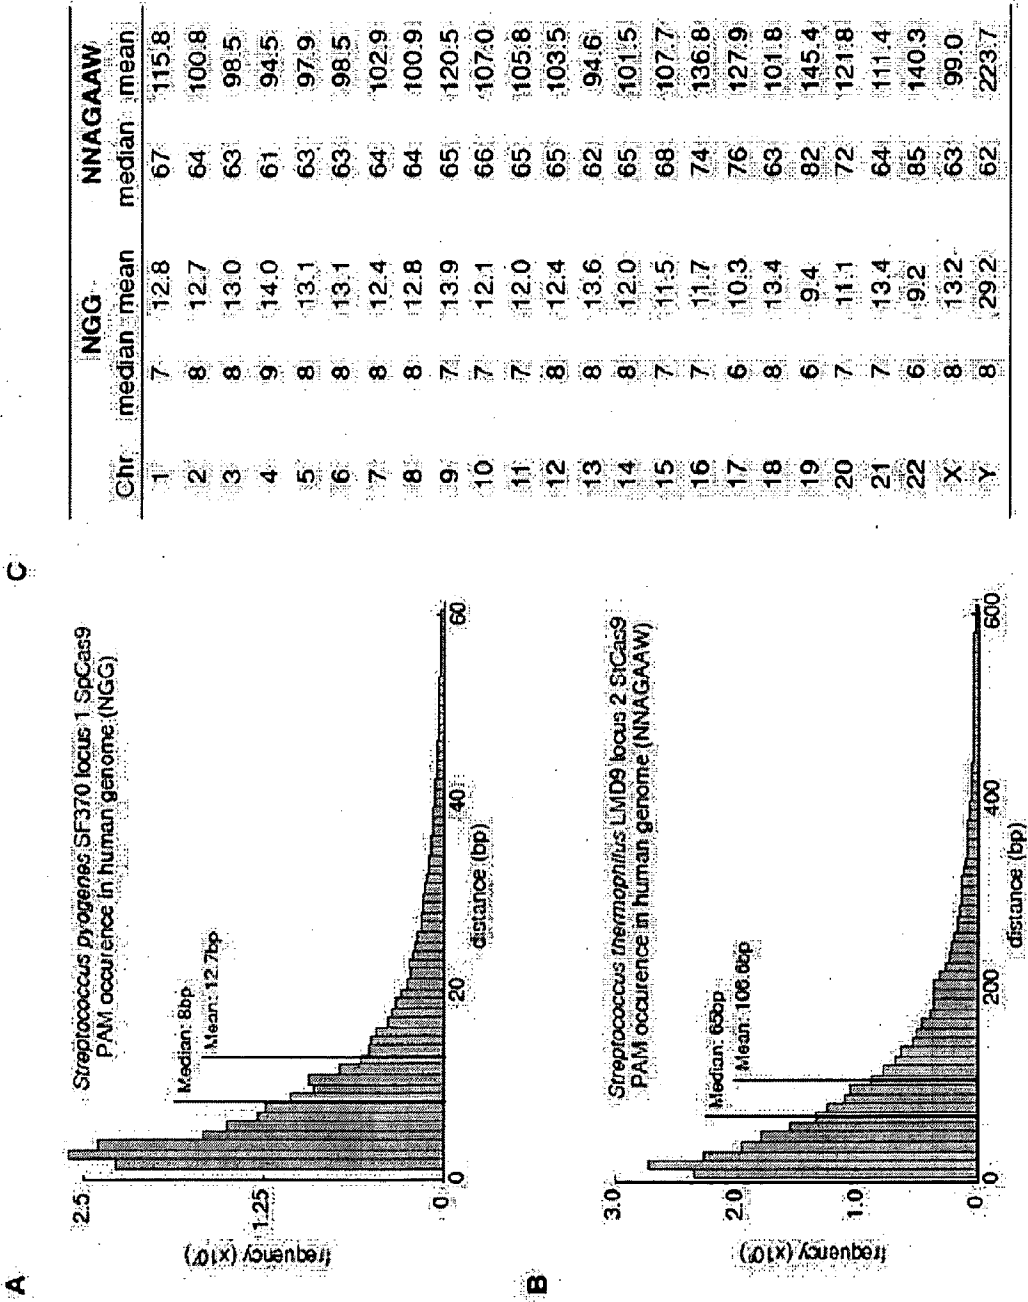 A
Streptococcus pyogenes SF370 locus 1 SpCas9
PAM occurence in human genome (NGG)
Median: 8bp
Mean: 12.7bp
2.5
1.25
0
frequency
0
20
40
60
distance (bp)
B
Streptococcus thermophilus LMD9 locus 2 StCas9
PAM occurence in human genome (NNAGAAW)
Median: 65bp
Mean: 106.6bp
3.0
2.0
1.0
0
frequency
0
200
400
600
distance (bp)
C
NGG NNAGAAW
Chr median mean median mean
1 7 12.8 67 115.8
2 8 12.7 64 100.8
3 8 13.0 63 98.5
4 9 14.0 61 94.5
5 8 13.1 63 97.9
6 8 13.1 63 98.5
7 8 12.4 64 102.9
8 8 12.8 64 100.9
9 7 13.9 65 120.5
10 7 12.1 66 107.0
11 7 12.0 65 105.8
12 8 12.4 65 103.5
13 8 13.6 62 94.6
14 8 12.0 65 101.5
15 7 11.5 68 107.7
16 7 11.7 74 136.8
17 6 10.3 76 127.9
18 8 13.4 63 101.8
19 6 9.4 82 145.4
20 7 11.1 72 121.8
21 7 13.4 64 111.4
22 6 9.2 85 140.3
X 8 13.2 63 99.0
Y 8 29.2 62 223.7